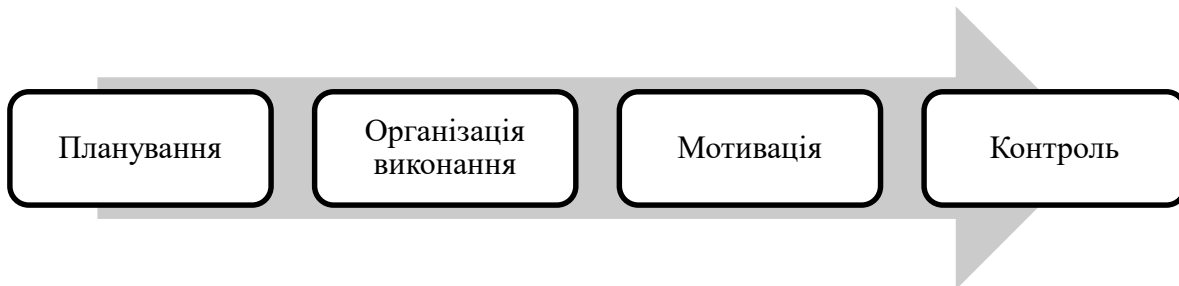 Планування
Організація
виконання
Мотивація
Контроль